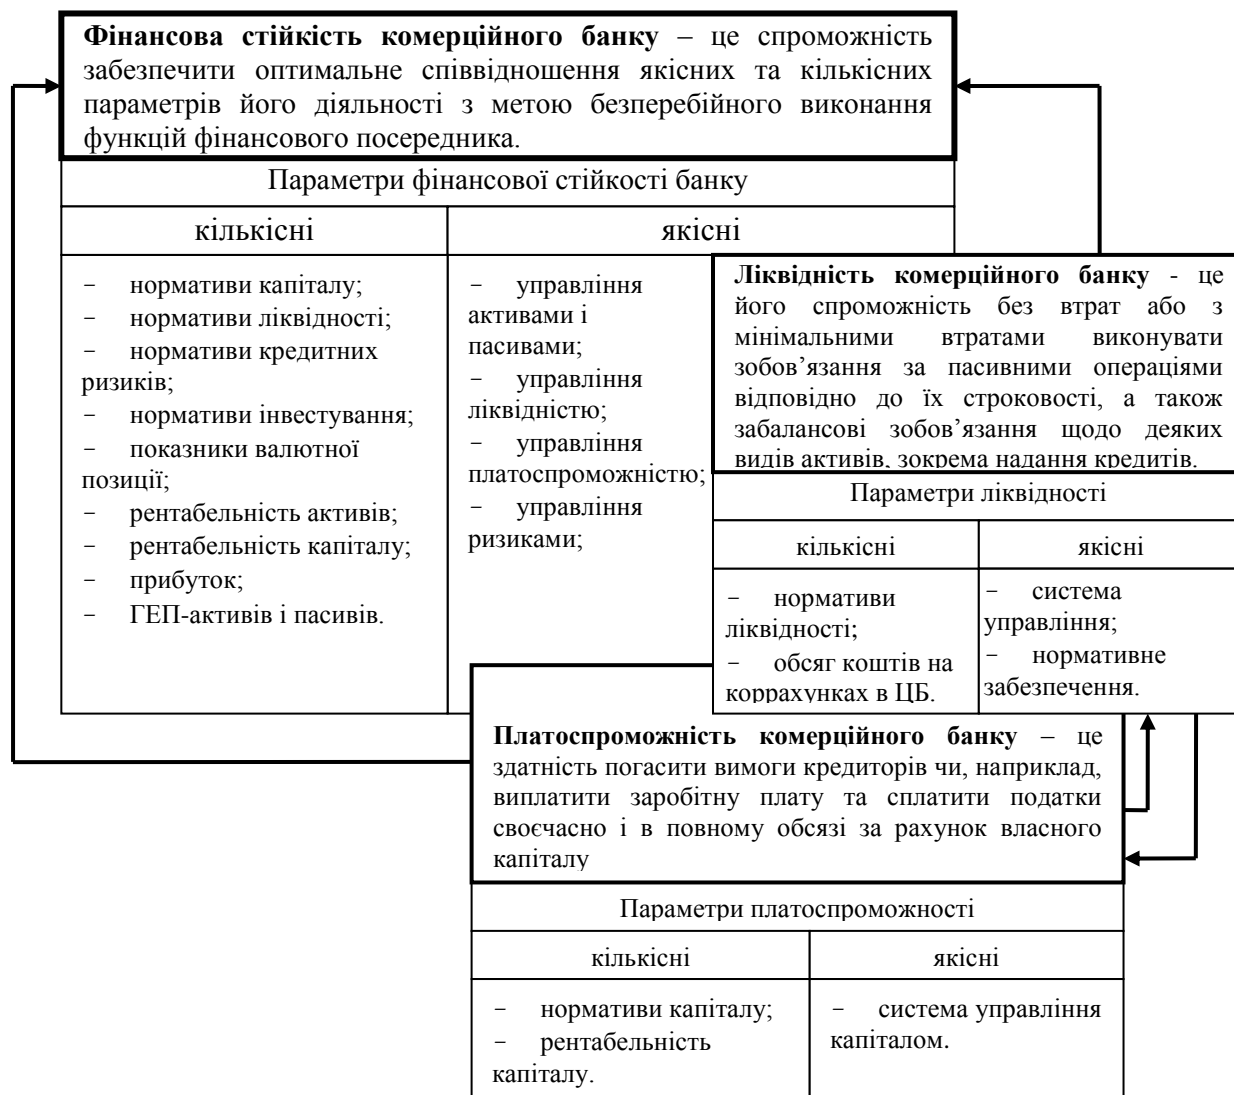 Фінансова стійкість комерційного банку – це спроможність
забезпечити оптимальне співвідношення якісних та кількісних
параметрів його діяльності з метою безперебійного виконання
функцій фінансового посередника.
Параметри фінансової стійкості банку
кількісні
якісні
- нормативи капіталу;
- нормативи ліквідності;
- нормативи кредитних
ризиків;
- нормативи інвестування;
- показники валютної
позиції;
- рентабельність активів;
- рентабельність капіталу;
- прибуток;
- ГЕП-активів і пасивів.
- управління
активами і
пасивами;
- управління
ліквідністю;
- управління
платоспроможністю;
- управління
ризиками;
Ліквідність комерційного банку - це
його спроможність без втрат або з
мінімальними втратами виконувати
зобов’язання за пасивними операціями
відповідно до їх строковості, а також
забалансові зобов’язання щодо деяких
видів активів, зокрема надання кредитів.
Параметри ліквідності
кількісні
якісні
- нормативи
ліквідності;
- обсяг коштів на
коррахунках в ЦБ.
- система
управління;
- нормативне
забезпечення.
Платоспроможність комерційного банку – це
здатність погасити вимоги кредиторів чи, наприклад,
виплатити заробітну плату та сплатити податки
своєчасно і в повному обсязі за рахунок власного
капіталу
Параметри платоспроможності
кількісні
якісні
- нормативи капіталу;
- рентабельність
капіталу.
- система управління
капіталом.